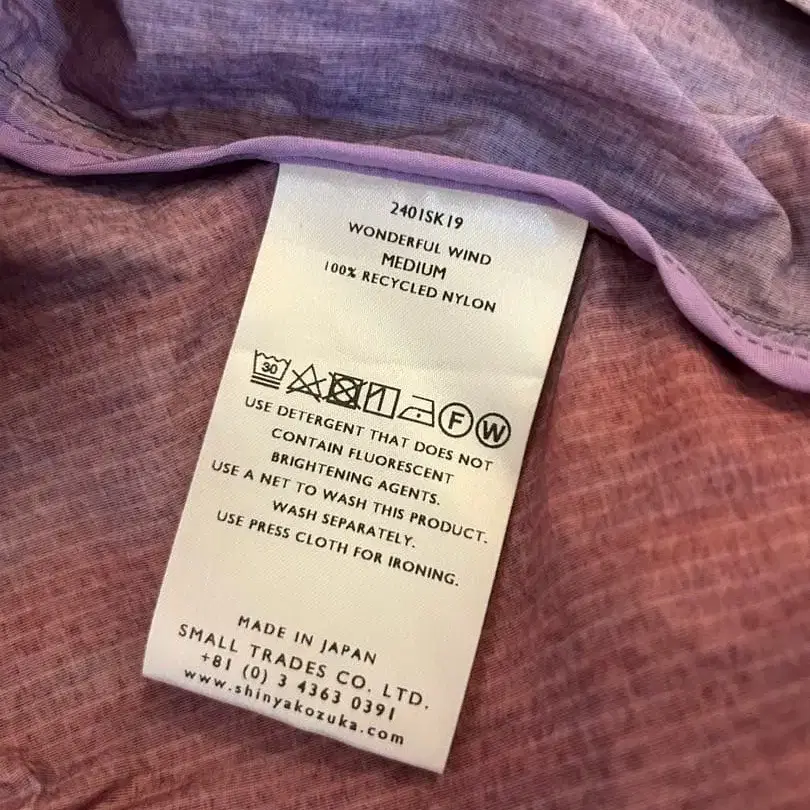 2401SK19
WONDERFUL WIND
MEDIUM
100% RECYCLED NYLON
30 F W
USE DETERGENT THAT DOES NOT
CONTAIN FLUORESCENT
BRIGHTENING AGENTS.
USE A NET TO WASH THIS PRODUCT.
WASH SEPARATELY.
USE PRESS CLOTH FOR IRONING.
MADE IN JAPAN
SMALL TRADES CO. LTD.
+81 (0) 3 4363 0391
www.shinyakozuka.com